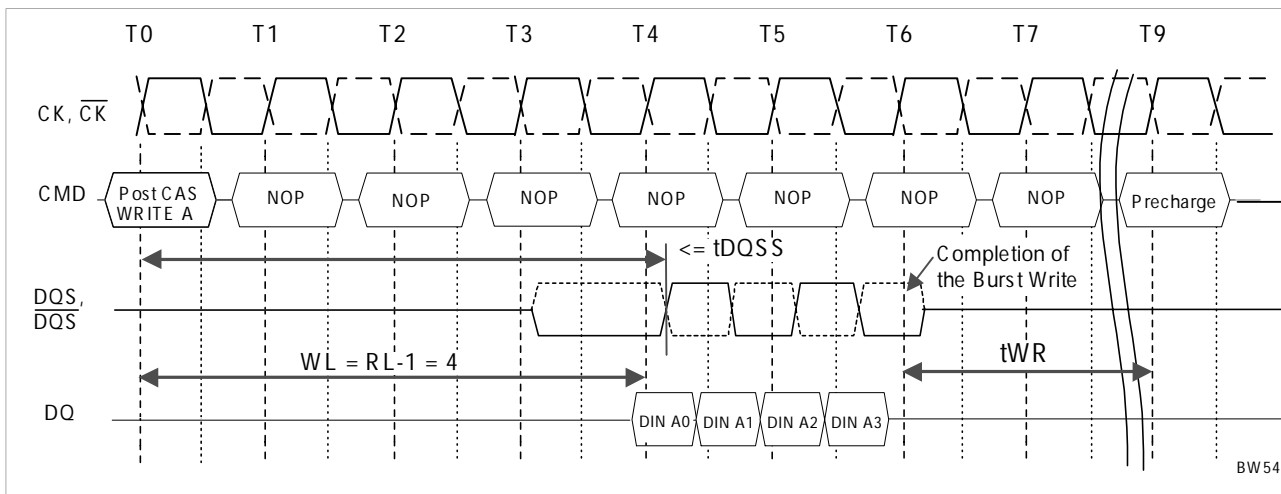 T0 T1 T2 T3 T4 T5 T6 T7 T9
CK, CK
CMD Post CAS NOP NOP NOP NOP NOP NOP NOP Precharge
WRITE A
<= tDQSS
Completion of
the Burst Write
DQS,
DQS
WL = RL-1 = 4 tWR
DQ DIN A0 DIN A1 DIN A2 DIN A3
BW54